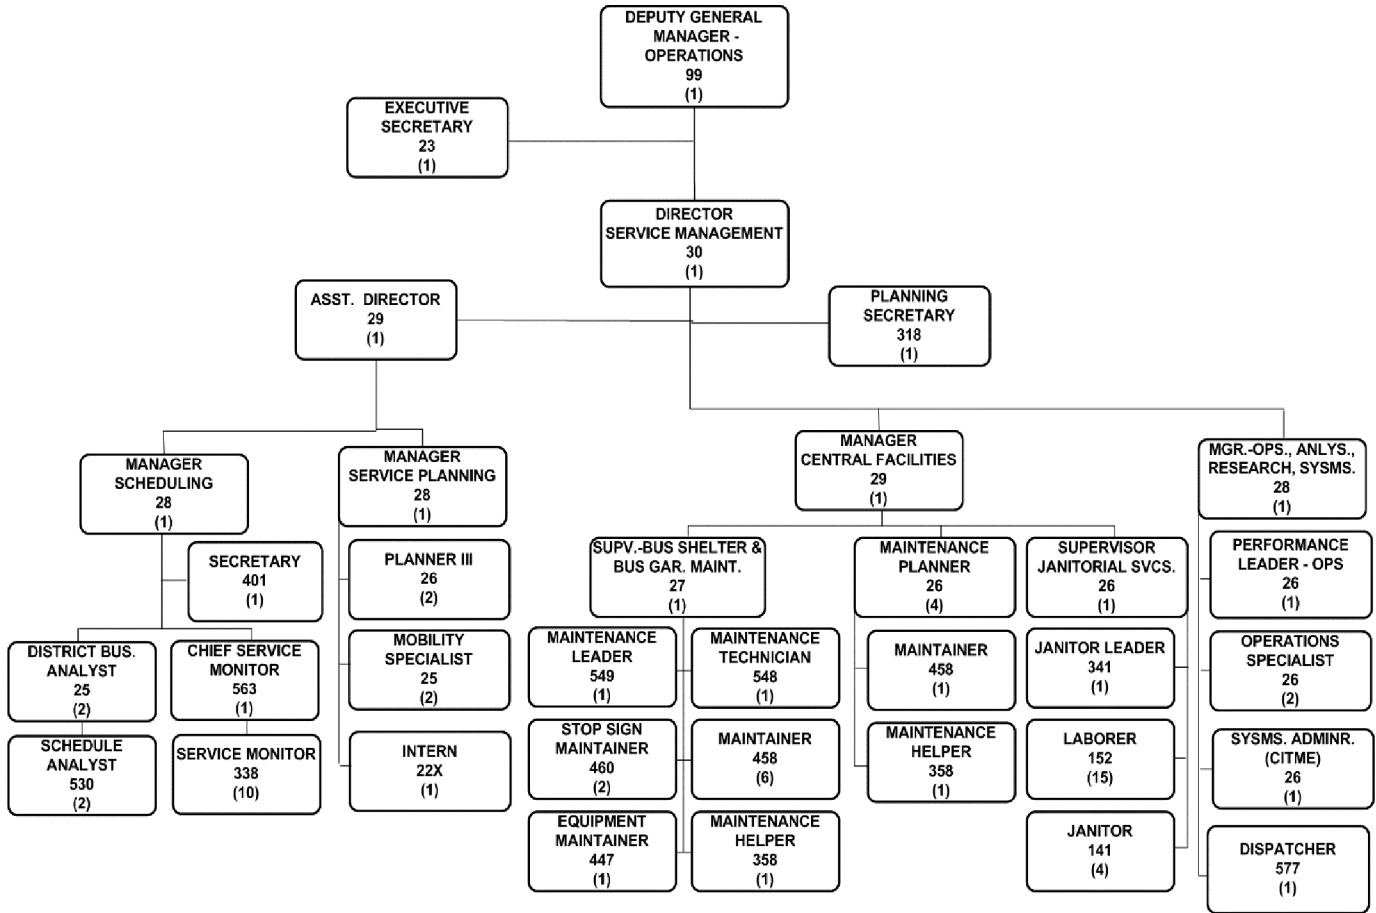 DEPUTY GENERAL
MANAGER -
OPERATIONS
99
(1)
EXECUTIVE
SECRETARY
23
(1)
DIRECTOR
SERVICE MANAGEMENT
30
(1)
ASST. DIRECTOR
29
(1)
PLANNING
SECRETARY
318
(1)
MANAGER
SCHEDULING
28
(1)
MANAGER
SERVICE PLANNING
28
(1)
MANAGER
CENTRAL FACILITIES
29
(1)
MGR.-OPS., ANLYS.,
RESEARCH, SYSMS.
28
(1)
SECRETARY
401
(1)
DISTRICT BUS.
ANALYST
25
(2)
CHIEF SERVICE
MONITOR
563
(1)
SCHEDULE
ANALYST
530
(2)
SERVICE MONITOR
338
(10)
PLANNER III
26
(2)
MOBILITY
SPECIALIST
25
(2)
INTERN
22X
(1)
SUPV.-BUS SHELTER &
BUS GAR. MAINT.
27
(1)
MAINTENANCE
LEADER
549
(1)
MAINTENANCE
TECHNICIAN
548
(1)
STOP SIGN
MAINTAINER
460
(2)
MAINTAINER
458
(6)
EQUIPMENT
MAINTAINER
447
(1)
MAINTENANCE
HELPER
358
(1)
MAINTENANCE
PLANNER
26
(4)
MAINTAINER
458
(1)
MAINTENANCE
HELPER
358
(1)
SUPERVISOR
JANITORIAL SVCS.
26
(1)
JANITOR LEADER
341
(1)
LABORER
152
(15)
JANITOR
141
(4)
PERFORMANCE
LEADER - OPS
26
(1)
OPERATIONS
SPECIALIST
26
(2)
SYSMS. ADMINR.
(CITME)
26
(1)
DISPATCHER
577
(1)